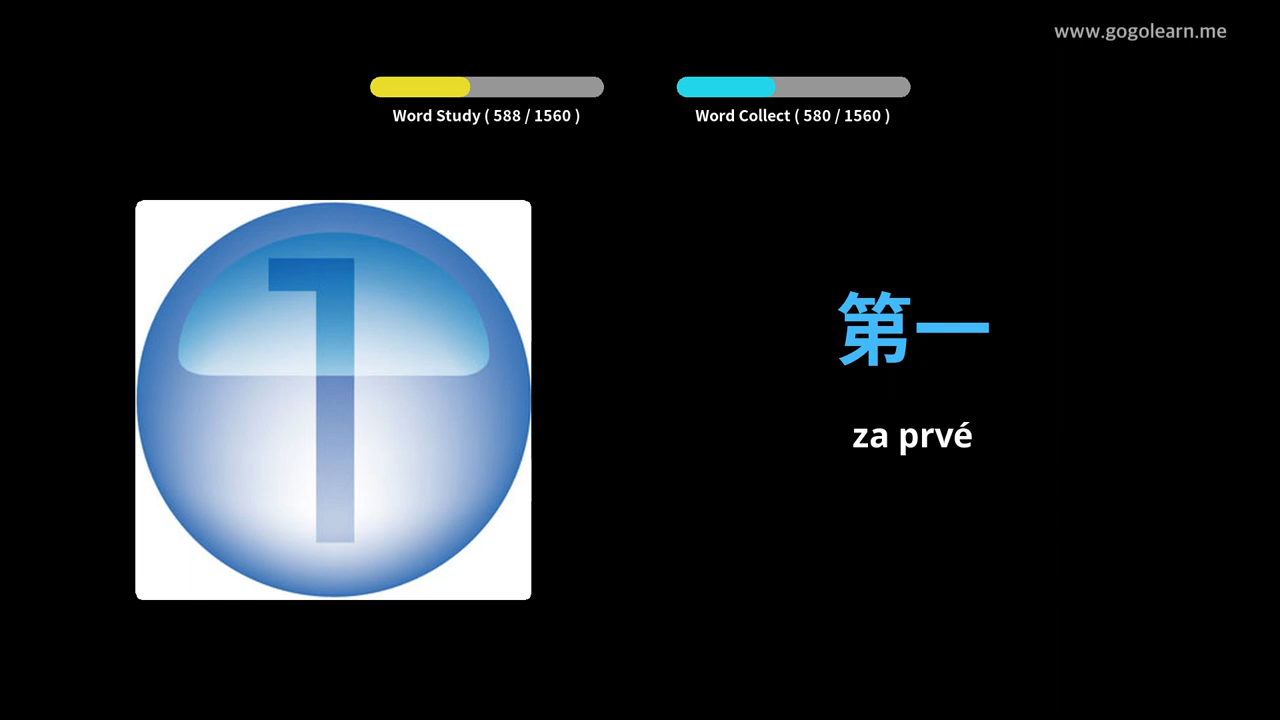 www.gogolearn.me
Word Study ( 588 / 1560 )
Word Collect ( 580 / 1560 )
1
第一
za prvé